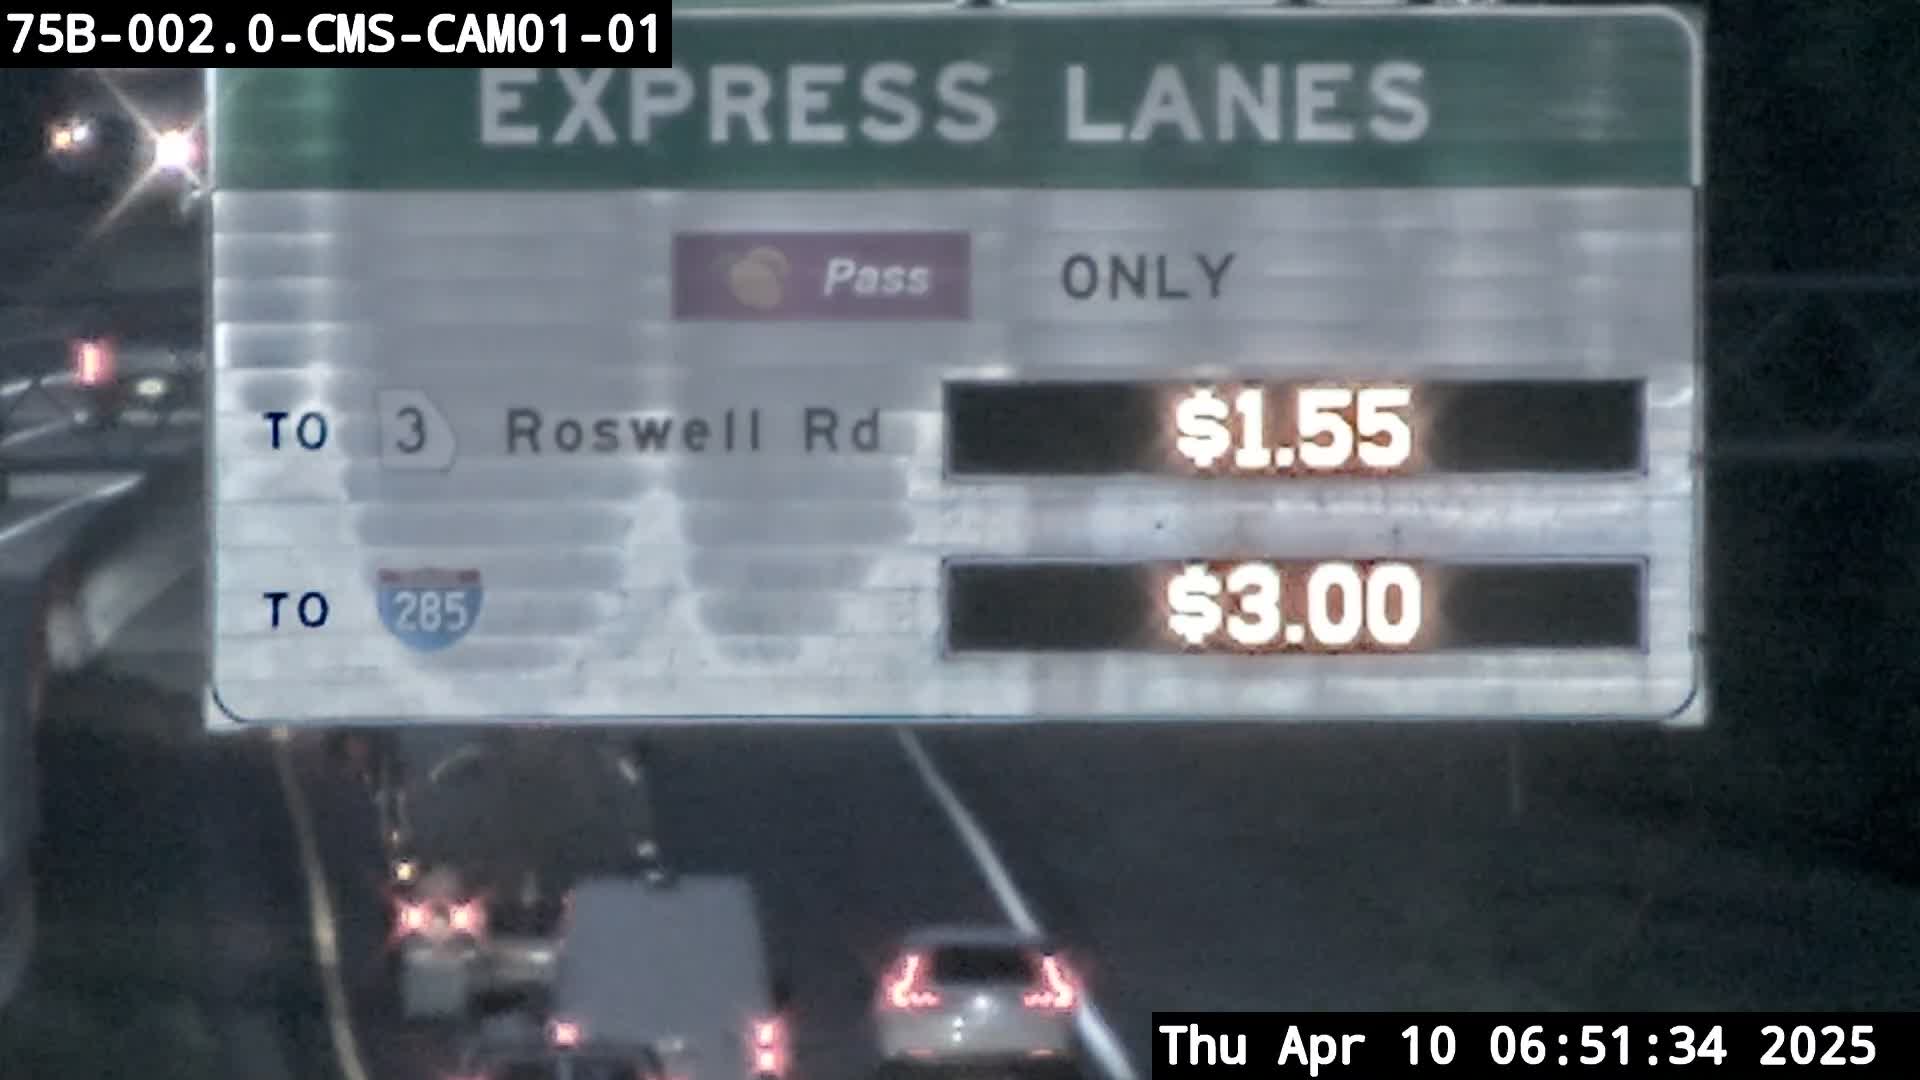 75B-002.0-CMS-CAM01-01
EXPRESS LANES
Pass ONLY
TO 3 Roswell Rd $1.55
TO 285 $3.00
Thu Apr 10 06:51:34 2025